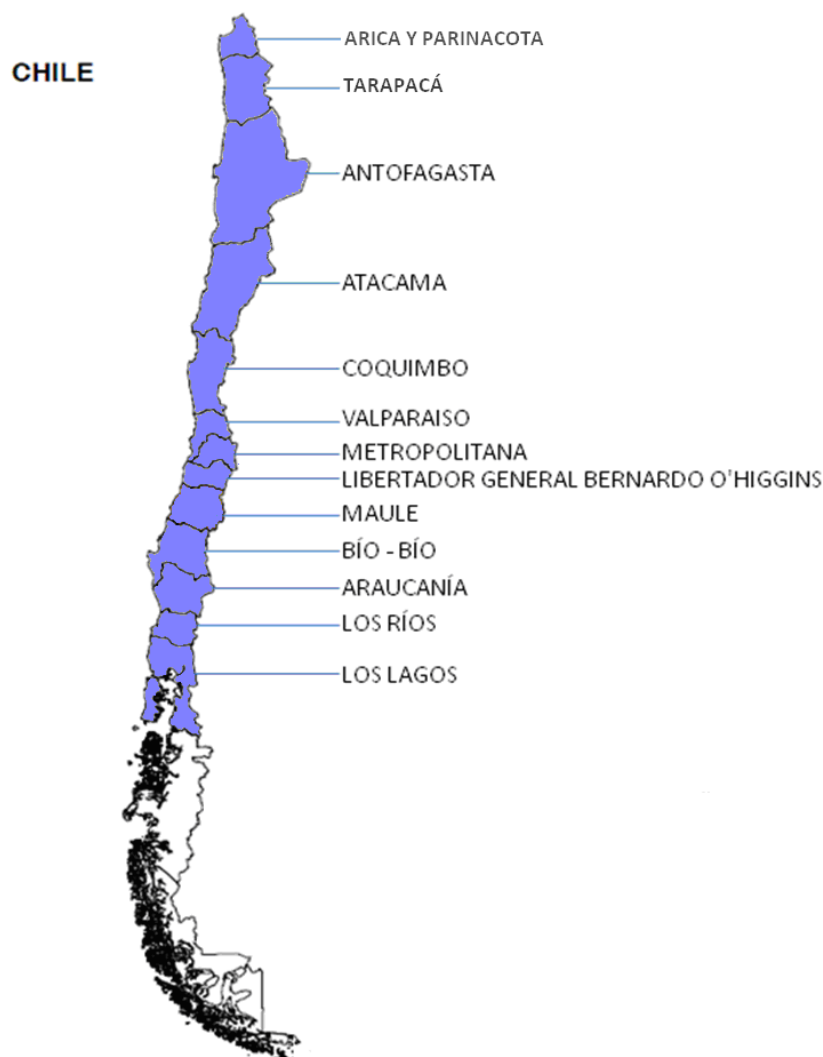 ARICA Y PARINACOTA
CHILE
TARAPACÁ
ANTOFAGASTA
ATACAMA
COQUIMBO
VALPARAISO
METROPOLITANA
LIBERTADOR GENERAL BERNARDO O'HIGGINS
MAULE
BÍO - BÍO
ARAUCANÍA
LOS RÍOS
LOS LAGOS